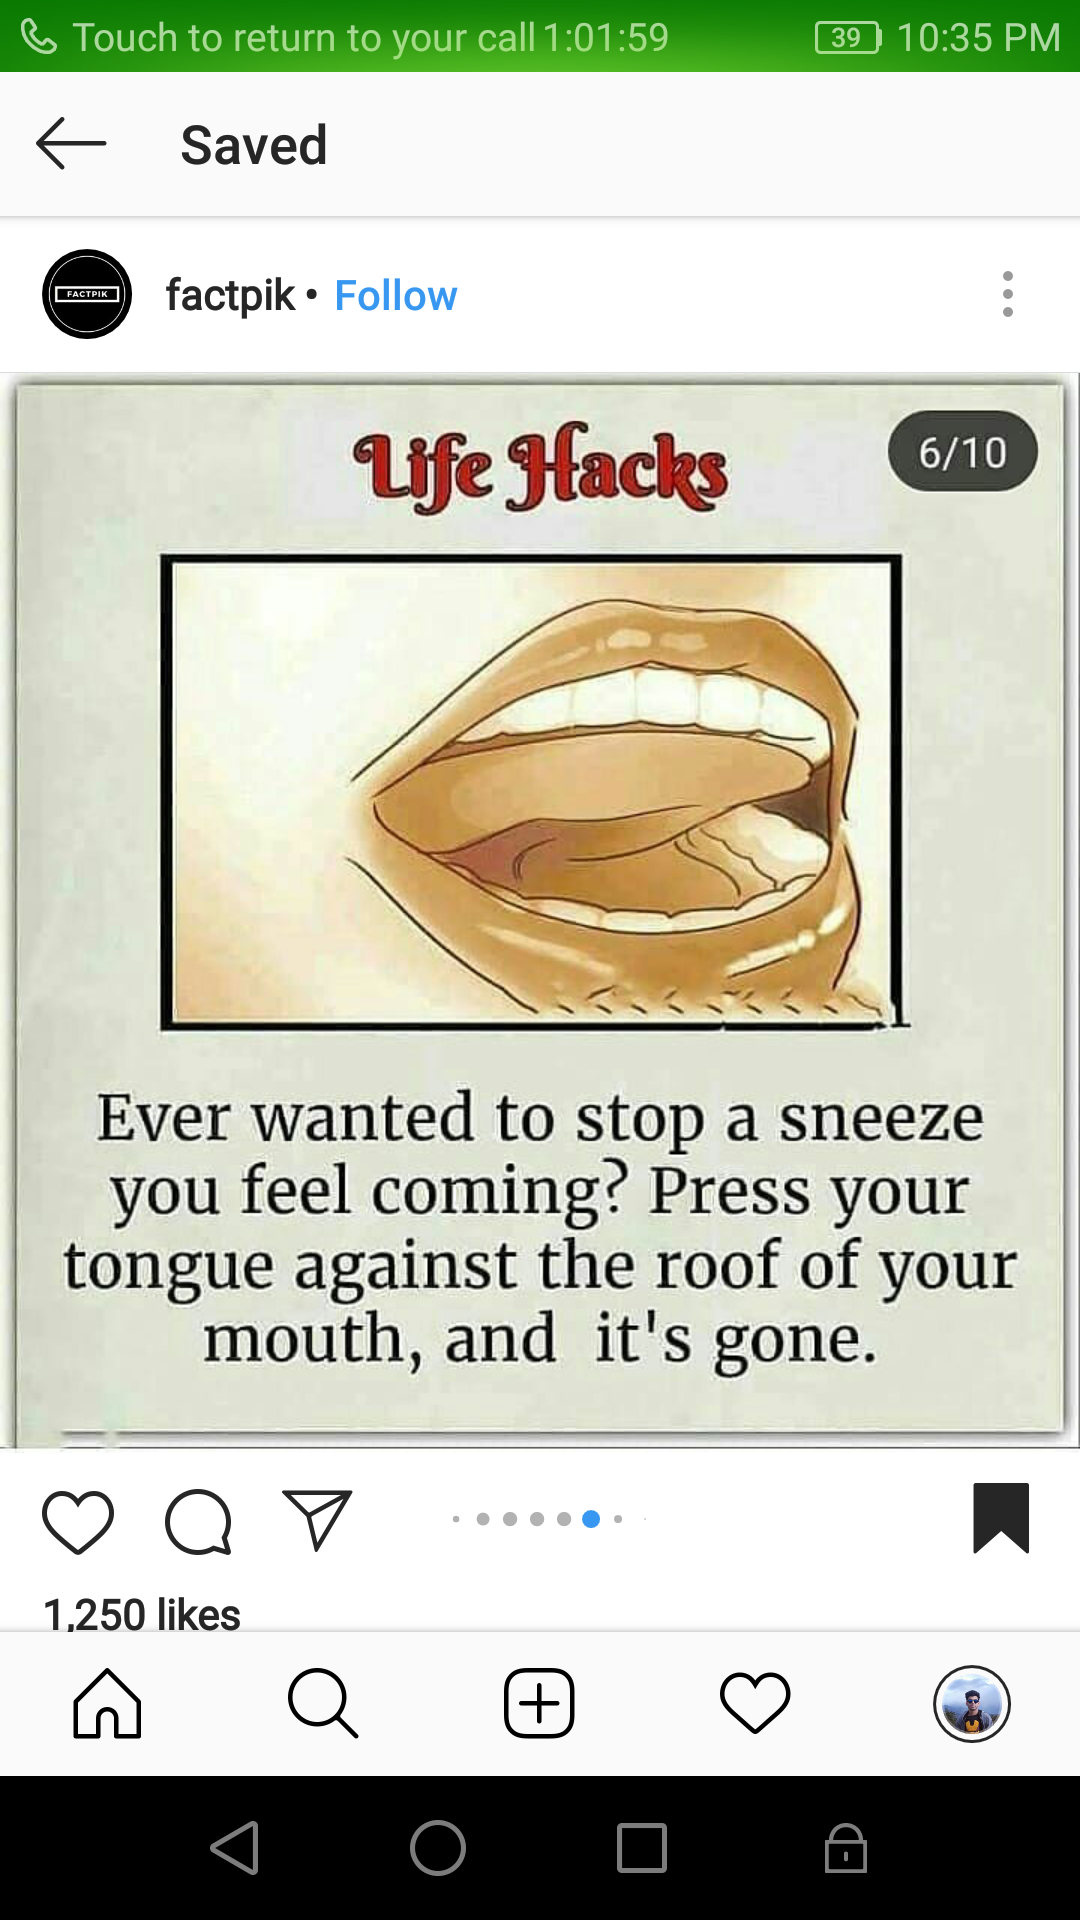 Touch to return to your call 1:01:59 39 10:35 PM
Saved
FACTPIK factpik • Follow
Life Hacks 6/10
Ever wanted to stop a sneeze
you feel coming? Press your
tongue against the roof of your
mouth, and it's gone.
1,250 likes